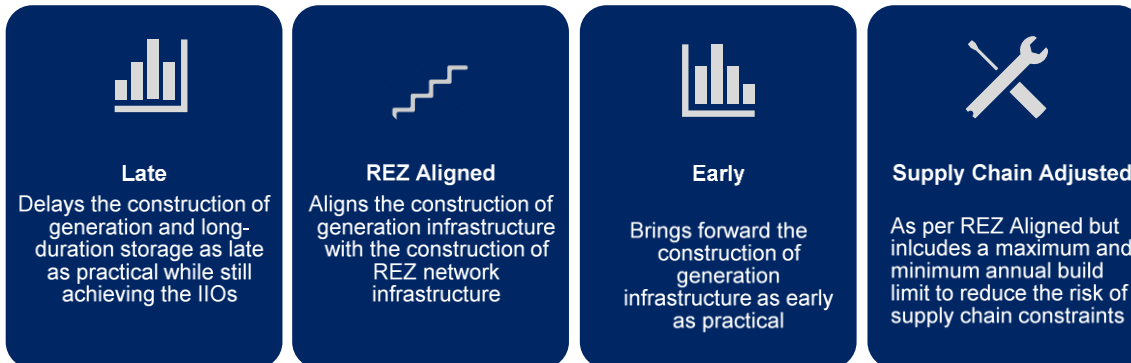 Late
Delays the construction of
generation and long-
duration storage as late
as practical while still
achieving the IIOs
REZ Aligned
Aligns the construction of
generation infrastructure
with the construction of
REZ network
infrastructure
Early
Brings forward the
construction of
generation
infrastructure as early
as practical
Supply Chain Adjusted
As per REZ Aligned but
inlcudes a maximum and
minimum annual build
limit to reduce the risk of
supply chain constraints